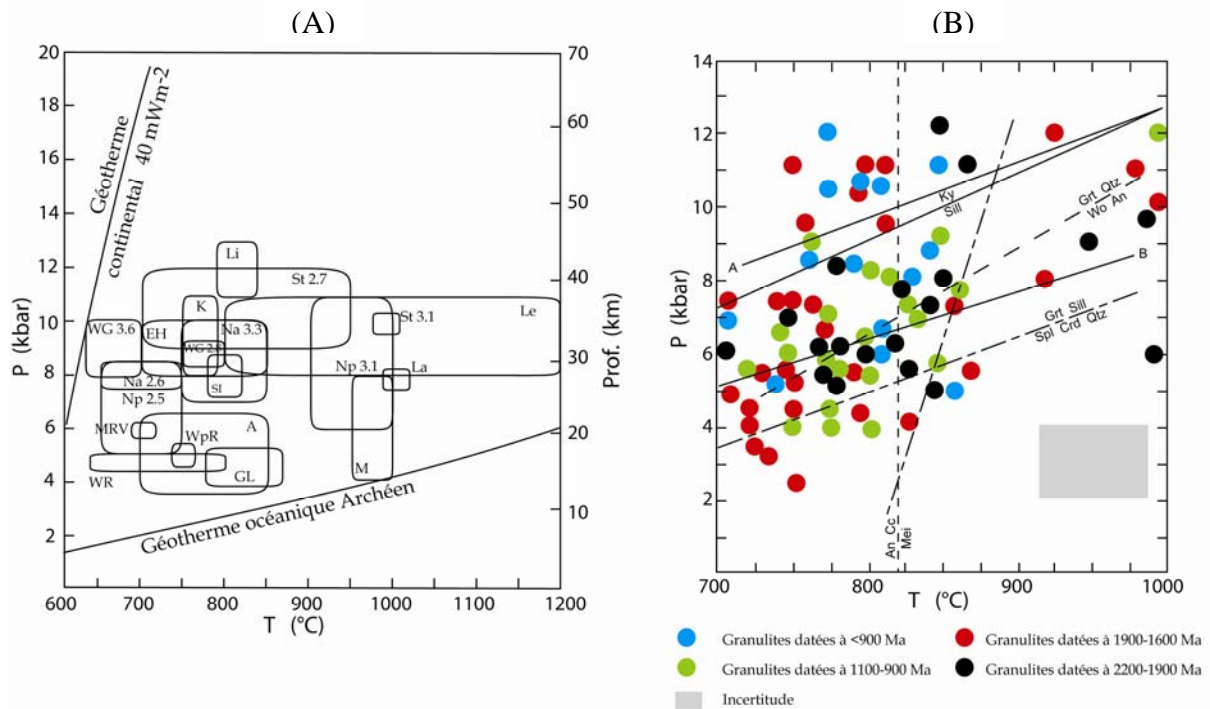 (A)
(B)
20
18
16
14
12
10
8
6
4
2
0
P (kbar)
600
700
800
900
1000
1100
1200
T (°C)
70
60
50
40
30
20
10
Prof. (km)
Géotherme
continental 40 mWm-2
Li
St 2.7
K
Le
St 3.1
WG 3.6
EH
Na 3.3
WG 2.8
Np 3.1
La
SI
Na 2.6
Np 2.5
MRV
WpR
A
WR
GL
M
Géotherme océanique Archéen
14
12
10
8
6
4
2
P (kbar)
700
800
900
1000
T (°C)
A
Ky
Sill
Grt Qtz
Wo An
B
Grt Sill
Spl Crd Qtz
An Cc
Mei
Granulites datées à <900 Ma
Granulites datées à 1900-1600 Ma
Granulites datées à 1100-900 Ma
Granulites datées à 2200-1900 Ma
Incertitude